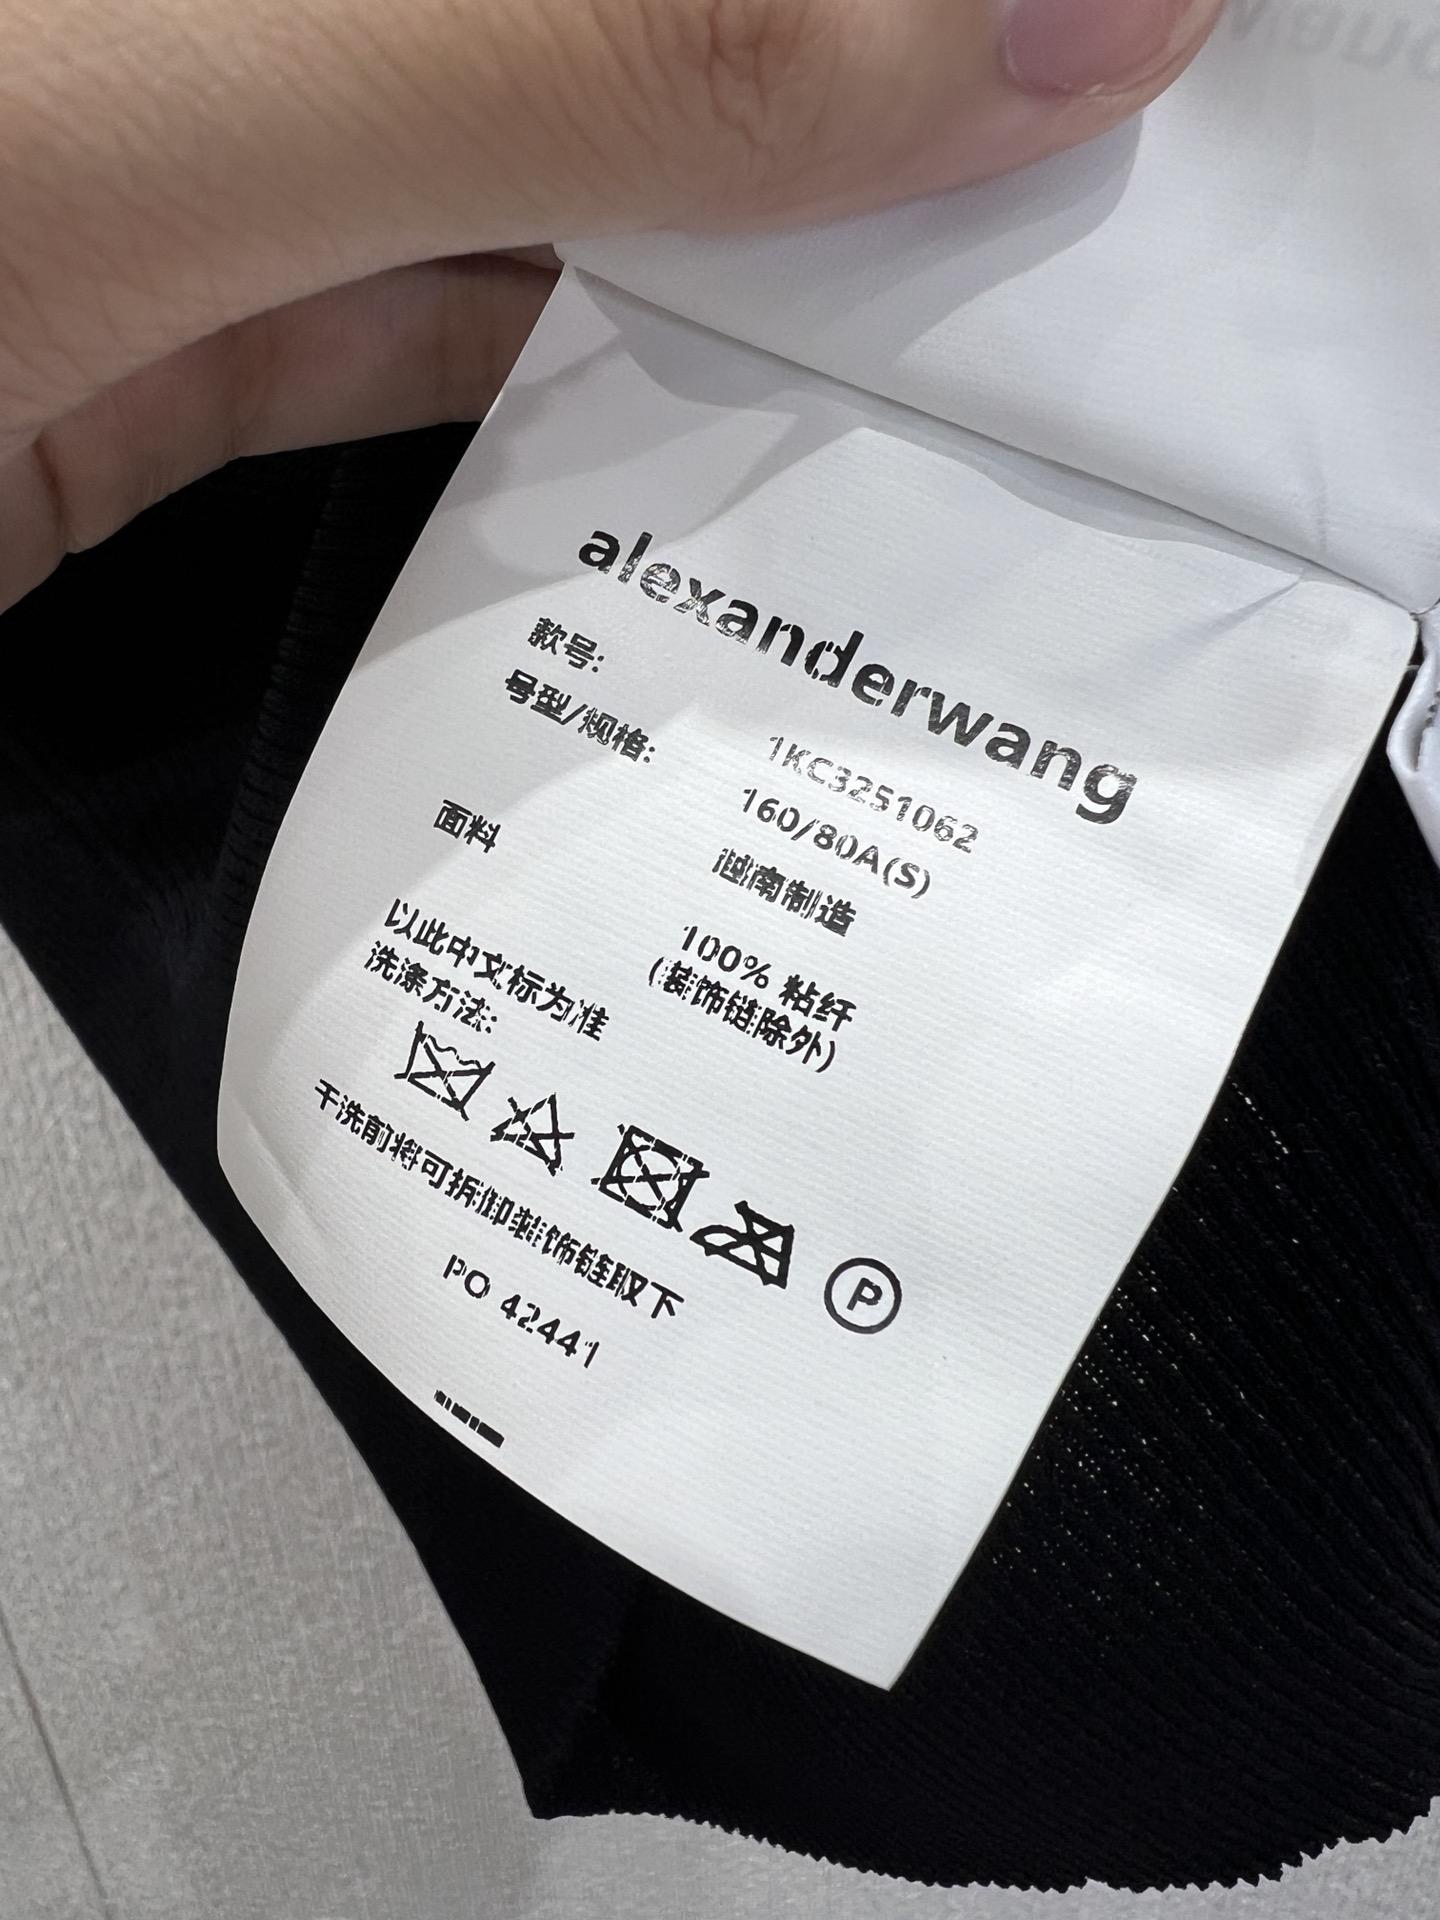 alexanderwang
款号: 1KC3251062
号型/规格: 160/80A(S)
越南制造
面料 100% 粘纤
(装饰链除外)
以此中文标为准
洗涤方法:
P
干洗前将可拆卸装饰链取下
PO 42441